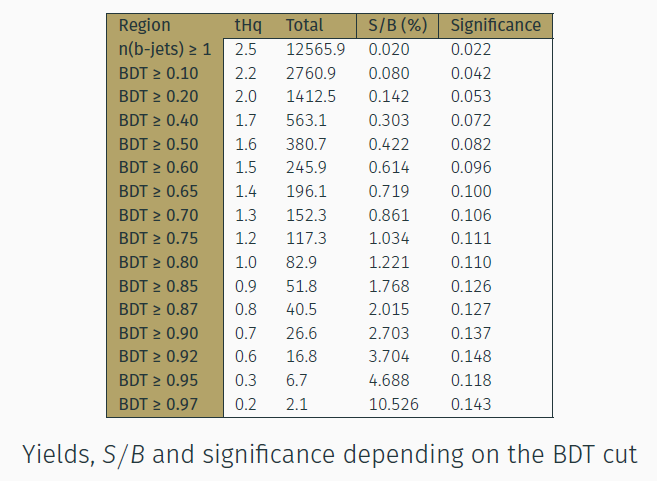 Region tHq Total S/B (%) Significance
n(b-jets) ≥ 1 2.5 12565.9 0.020 0.022
BDT ≥ 0.10 2.2 2760.9 0.080 0.042
BDT ≥ 0.20 2.0 1412.5 0.142 0.053
BDT ≥ 0.40 1.7 563.1 0.303 0.072
BDT ≥ 0.50 1.6 380.7 0.422 0.082
BDT ≥ 0.60 1.5 245.9 0.614 0.096
BDT ≥ 0.65 1.4 196.1 0.719 0.100
BDT ≥ 0.70 1.3 152.3 0.861 0.106
BDT ≥ 0.75 1.2 117.3 1.034 0.111
BDT ≥ 0.80 1.0 82.9 1.221 0.110
BDT ≥ 0.85 0.9 51.8 1.768 0.126
BDT ≥ 0.87 0.8 40.5 2.015 0.127
BDT ≥ 0.90 0.7 26.6 2.703 0.137
BDT ≥ 0.92 0.6 16.8 3.704 0.148
BDT ≥ 0.95 0.3 6.7 4.688 0.118
BDT ≥ 0.97 0.2 2.1 10.526 0.143
Yields, S/B and significance depending on the BDT cut